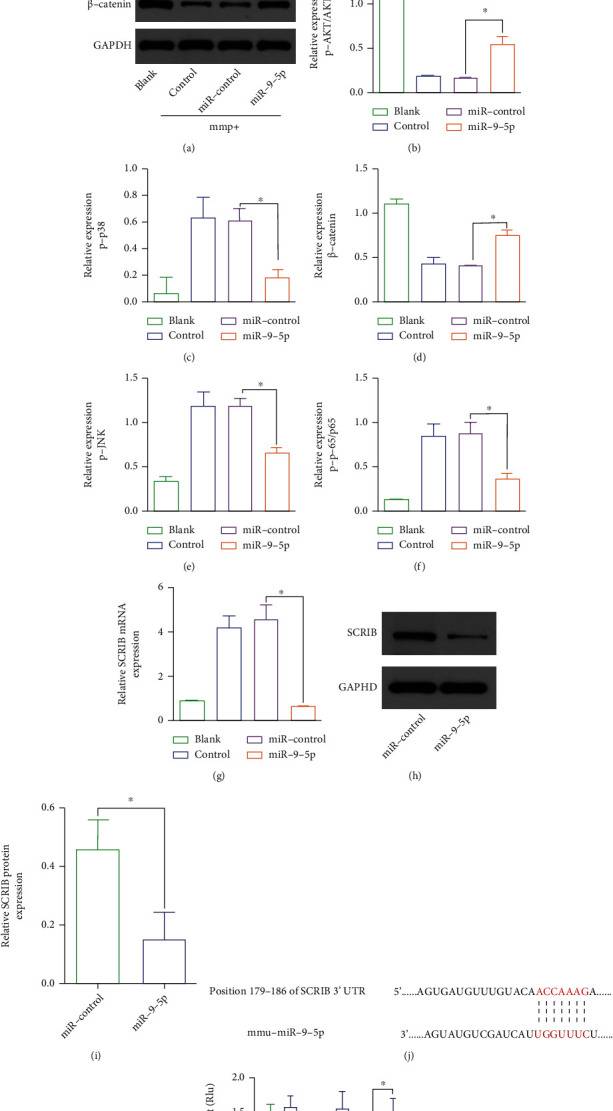 β–catenin
GAPDH
Blank
Control
miR–control
miR–9–5p
mmp+
(a)
p–AKT/AKT
1.0
0.5
0.0
*
Blank
Control
miR–control
miR–9–5p
(b)
Relative expression
p–p38
1.0
0.8
0.6
0.4
0.2
0.0
*
Blank
Control
miR–control
miR–9–5p
(c)
Relative expression
β–catenin
1.5
1.0
0.5
0.0
*
Blank
Control
miR–control
miR–9–5p
(d)
Relative expression
p–JNK
1.5
1.0
0.5
0.0
*
Blank
Control
miR–control
miR–9–5p
(e)
Relative expression
p–p–65/p65
1.5
1.0
0.5
0.0
*
Blank
Control
miR–control
miR–9–5p
(f)
Relative SCRIB mRNA
expression
6
4
2
0
*
Blank
Control
miR–control
miR–9–5p
(g)
SCRIB
GAPHD
miR–control
miR–9–5p
(h)
Relative SCRIB protein
expression
0.6
0.4
0.2
0.0
*
miR–control
miR–9–5p
(i)
Position 179–186 of SCRIB 3' UTR 5'......AGUGAUGUUUGUACAACCAAAGA......
mmu–miR–9–5p 3'......AGUAUGUCGAUCAUUGGUUUCU......
(j)
(Rlu)
2.0
1.5
*